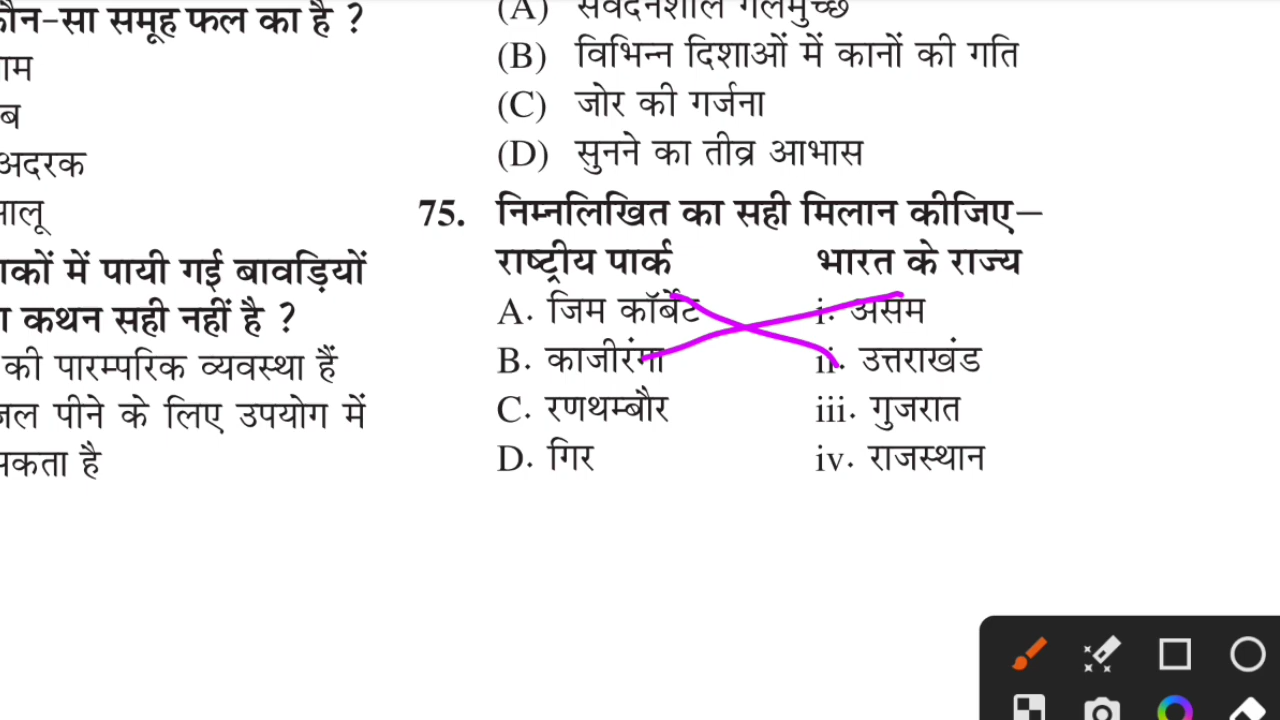 कौन-सा समूह फल का है ?
ाम
ब
अदरक
आलू
ाकों में पायी गई बावड़ियों
ा कथन सही नहीं है ?
की पारम्परिक व्यवस्था हैं
जल पीने के लिए उपयोग में
सकता है
(A) संवेदनशील गलमुच्छ
(B) विभिन्न दिशाओं में कानों की गति
(C) जोर की गर्जना
(D) सुनने का तीव्र आभास
75. निम्नलिखित का सही मिलान कीजिए–
राष्ट्रीय पार्क भारत के राज्य
A. जिम कॉर्बेट i. असम
B. काजीरंगा ii. उत्तराखंड
C. रणथम्बौर iii. गुजरात
D. गिर iv. राजस्थान